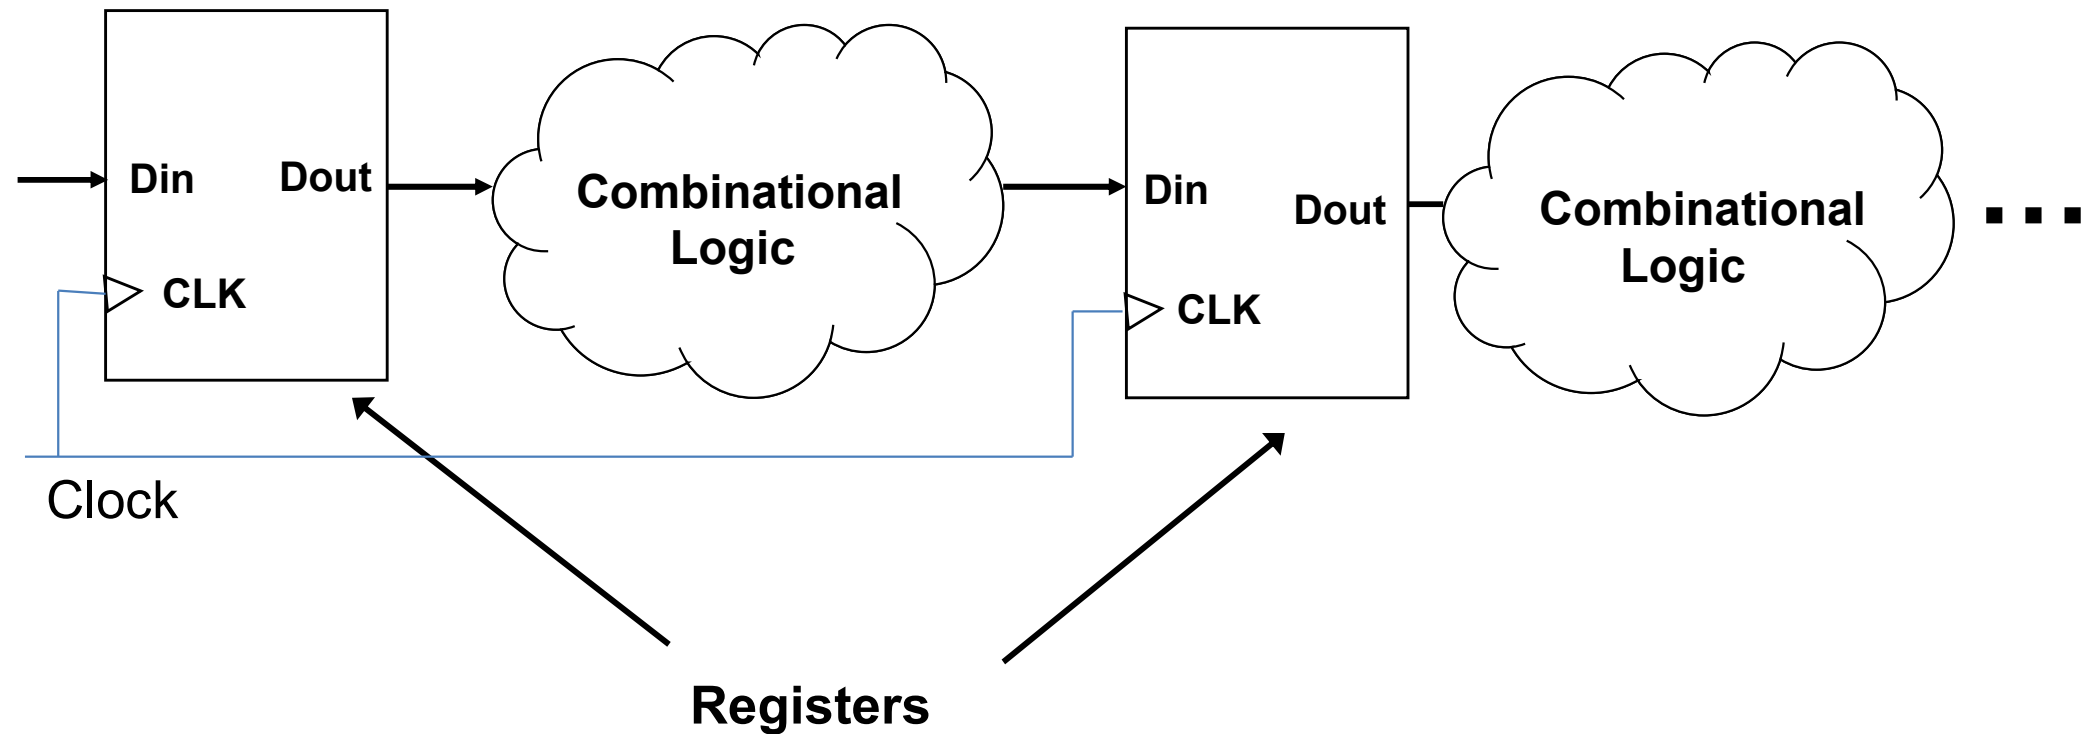 Din
Dout
CLK
Combinational
Logic
Din
Dout
CLK
Combinational
Logic
...
Clock
Registers